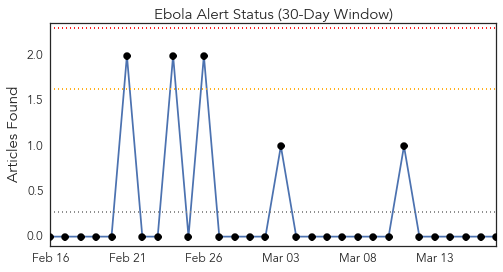 Ebola Alert Status (30-Day Window)
Articles Found
2.0
1.5
1.0
0.5
0.0
Feb 16 Feb 21 Feb 26 Mar 03 Mar 08 Mar 13